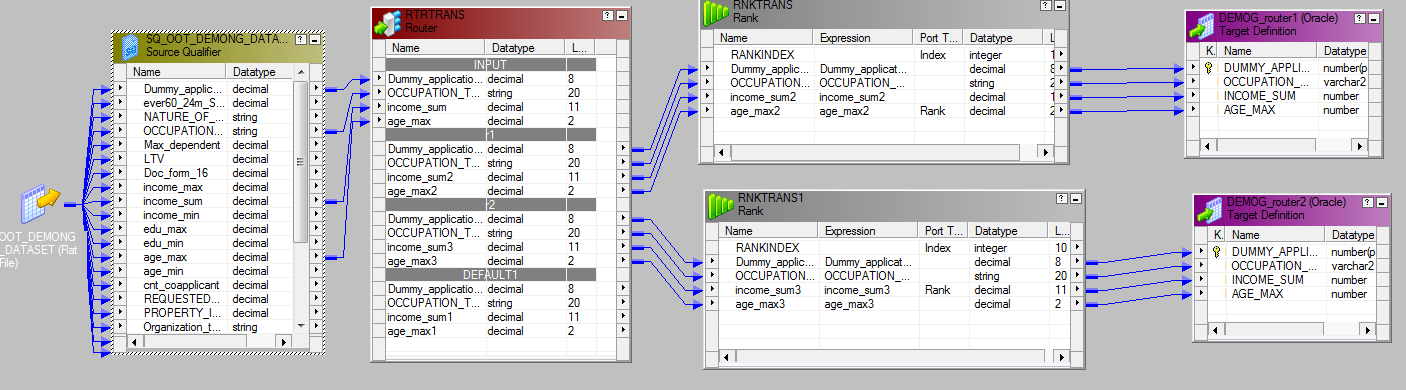 OOT_DEMONG
_DATASET (Flat
File)
SQ_OOT_DEMONG_DATA...
Source Qualifier
Name Datatype
Dummy_applic... decimal
ever60_24m_S... decimal
NATURE_OF_... string
OCCUPATION_... string
Max_dependent decimal
LTV decimal
Doc_form_16 decimal
income_max decimal
income_sum decimal
income_min decimal
edu_max decimal
edu_min decimal
age_max decimal
age_min decimal
cnt_coapplicant decimal
REQUESTED... decimal
PROPERTY_I... decimal
Organization_t... string
RTRTRANS
Router
Name Datatype L...
INPUT
Dummy_applicatio... decimal 8
OCCUPATION_T... string 20
income_sum decimal 11
age_max decimal 2
r1
Dummy_applicatio... decimal 8
OCCUPATION_T... string 20
income_sum2 decimal 11
age_max2 decimal 2
r2
Dummy_applicatio... decimal 8
OCCUPATION_T... string 20
income_sum3 decimal 11
age_max3 decimal 2
DEFAULT1
Dummy_applicatio... decimal 8
OCCUPATION_T... string 20
income_sum1 decimal 11
age_max1 decimal 2
RNKTRANS
Rank
Name Expression Port T... Datatype L
RANKINDEX Index integer 1
Dummy_applic... Dummy_applicat... decimal 8
OCCUPATION_... OCCUPATION_... string 2
income_sum2 income_sum2 decimal 1
age_max2 age_max2 Rank decimal 2
RNKTRANS1
Rank
Name Expression Port T... Datatype L...
RANKINDEX Index integer 10
Dummy_applic... Dummy_applicat... decimal 8
OCCUPATION... OCCUPATION_... string 20
income_sum3 income_sum3 Rank decimal 11
age_max3 age_max3 decimal 2
DEMOG_router1 (Oracle)
Target Definition
K. Name Datatype
DUMMY_APPLI... number(p
OCCUPATION_... varchar2
INCOME_SUM number
AGE_MAX number
DEMOG_router2 (Oracle)
Target Definition
K. Name Datatype
DUMMY_APPLI... number(p
OCCUPATION_... varchar2
INCOME_SUM number
AGE_MAX number